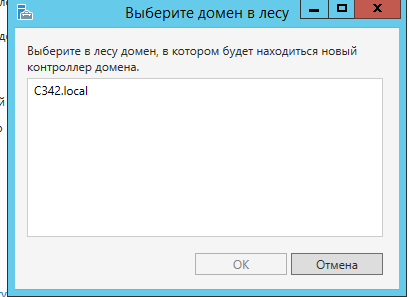 Выберите домен в лесу
Выберите в лесу домен, в котором будет находиться новый
контроллер домена.
C342.local
OK
Отмена